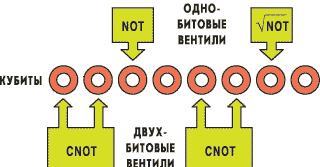 ОДНО-
БИТОВЫЕ
ВЕНТИЛИ
NOT
√NOT
КУБИТЫ
CNOT
ДВУХ-
БИТОВЫЕ
ВЕНТИЛИ
CNOT